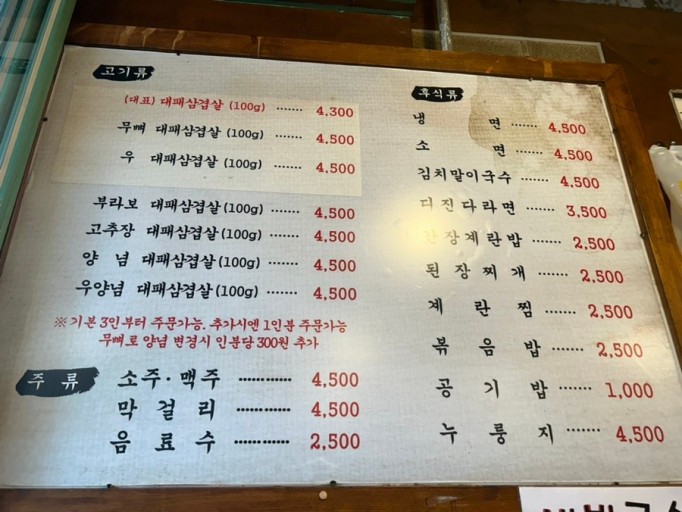 고기류
(대표) 대패삼겹살 (100g) ······· 4,300
무뼈 대패삼겹살 (100g) ······· 4,500
우 대패삼겹살 (100g) ······· 4,500
부라보 대패삼겹살 (100g) ······· 4,500
고추장 대패삼겹살 (100g) ······· 4,500
양 념 대패삼겹살 (100g) ······· 4,500
우양념 대패삼겹살 (100g) ······· 4,500
※ 기본 3인부터 주문가능. 추가시엔 1인분 주문가능
무뼈로 양념 변경시 인분당 300원 추가
주 류
소주·맥주 ············ 4,500
막 걸 리 ············ 4,500
음 료 수 ············ 2,500
후식류
냉 면 ······· 4,500
소 면 ······· 4,500
김치말이국수 ······· 4,500
디진다라면 ······· 3,500
간장계란밥 ······· 2,500
된장찌개 ······· 2,500
계 란 찜 ······· 2,500
볶 음 밥 ······· 2,500
공 기 밥 ······· 1,000
누 룽 지 ······· 4,500